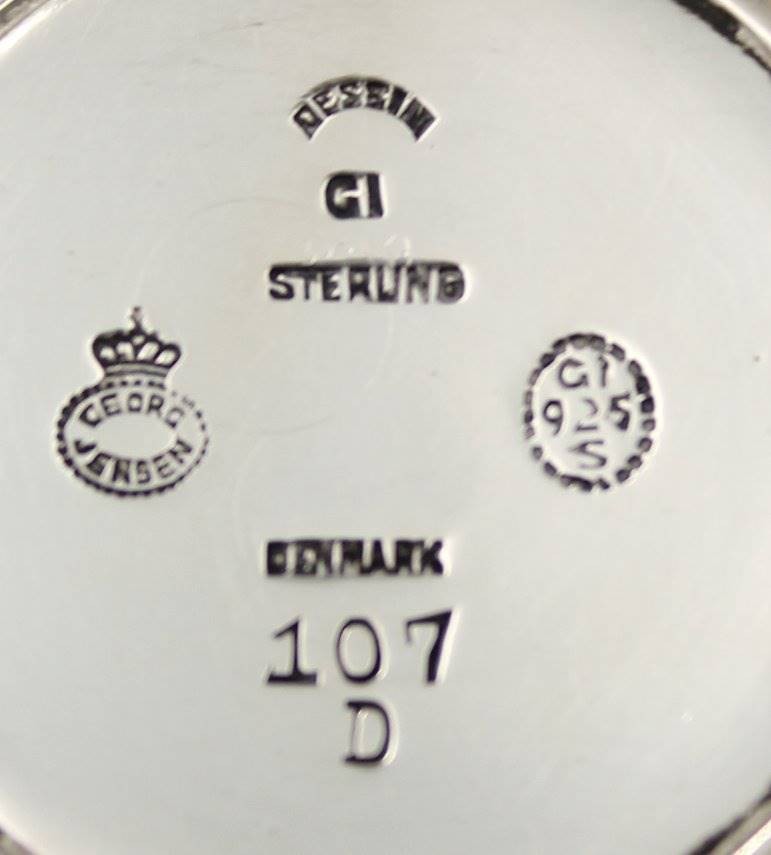 DESSIN
GI
STERLING
GEORG
JENSEN
GI
925
S
DENMARK
107
D